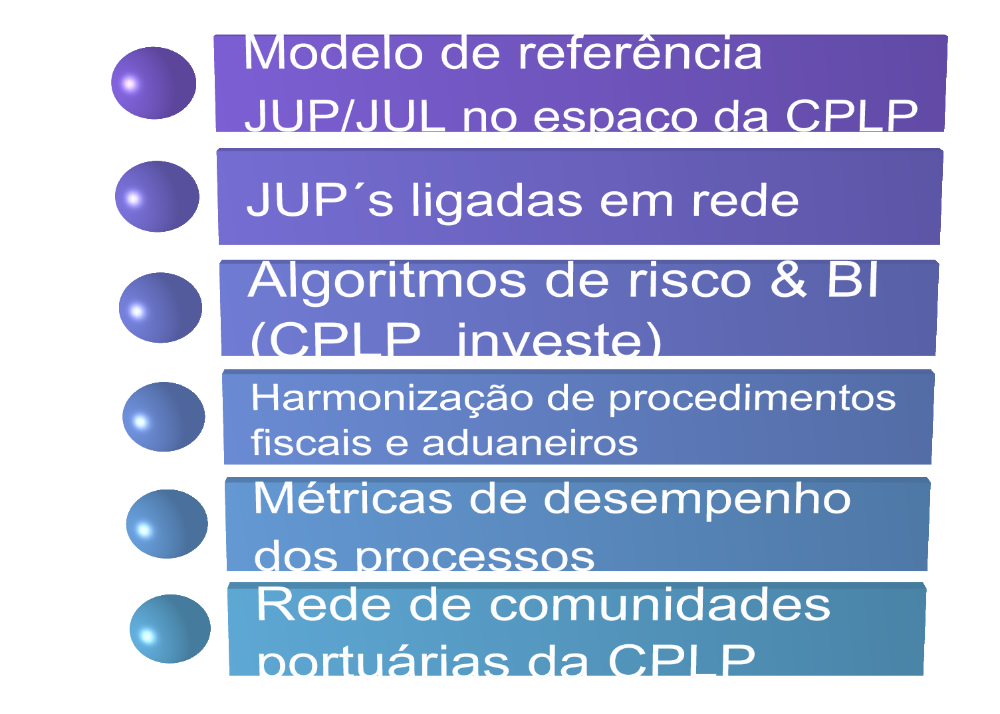 Modelo de referência
JUP/JUL no espaço da CPLP
JUP´s ligadas em rede
Algoritmos de risco & BI
(CPLP  investe)
Harmonização de procedimentos
fiscais e aduaneiros
Métricas de desempenho
dos processos
Rede de comunidades
portuárias da CPLP